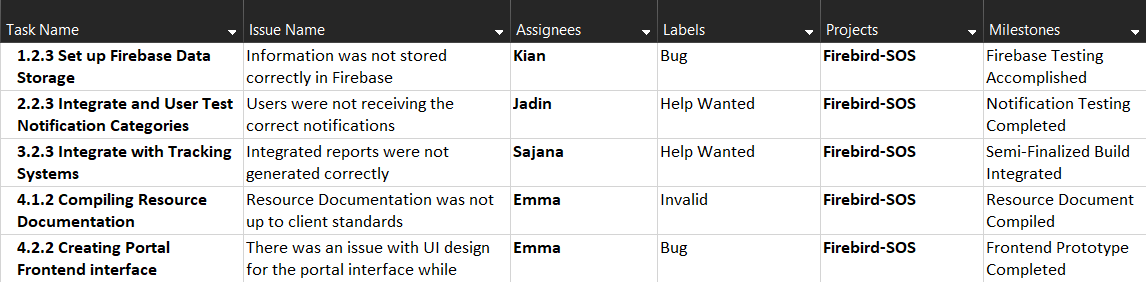 Task Name Issue Name Assignees Labels Projects Milestones
1.2.3 Set up Firebase Data Information was not stored Kian Bug Firebird-SOS Firebase Testing
Storage correctly in Firebase Accomplished
2.2.3 Integrate and User Test Users were not receiving the Jadin Help Wanted Firebird-SOS Notification Testing
Notification Categories correct notifications Completed
3.2.3 Integrate with Tracking Integrated reports were not Sajana Help Wanted Firebird-SOS Semi-Finalized Build
Systems generated correctly Integrated
4.1.2 Compiling Resource Resource Documentation was not Emma Invalid Firebird-SOS Resource Document
Documentation up to client standards Compiled
4.2.2 Creating Portal There was an issue with UI design Emma Bug Firebird-SOS Frontend Prototype
Frontend interface for the portal interface while Completed